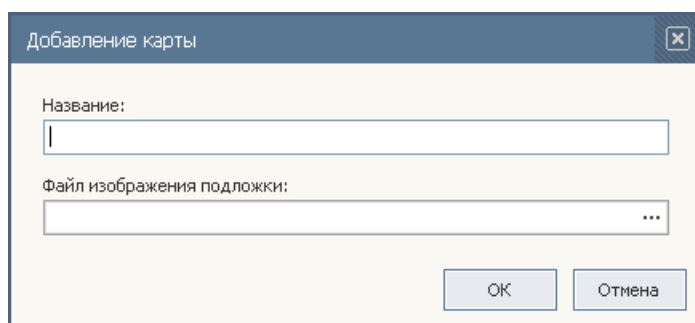 Добавление карты
Название:
Файл изображения подложки:
...
ОК
Отмена